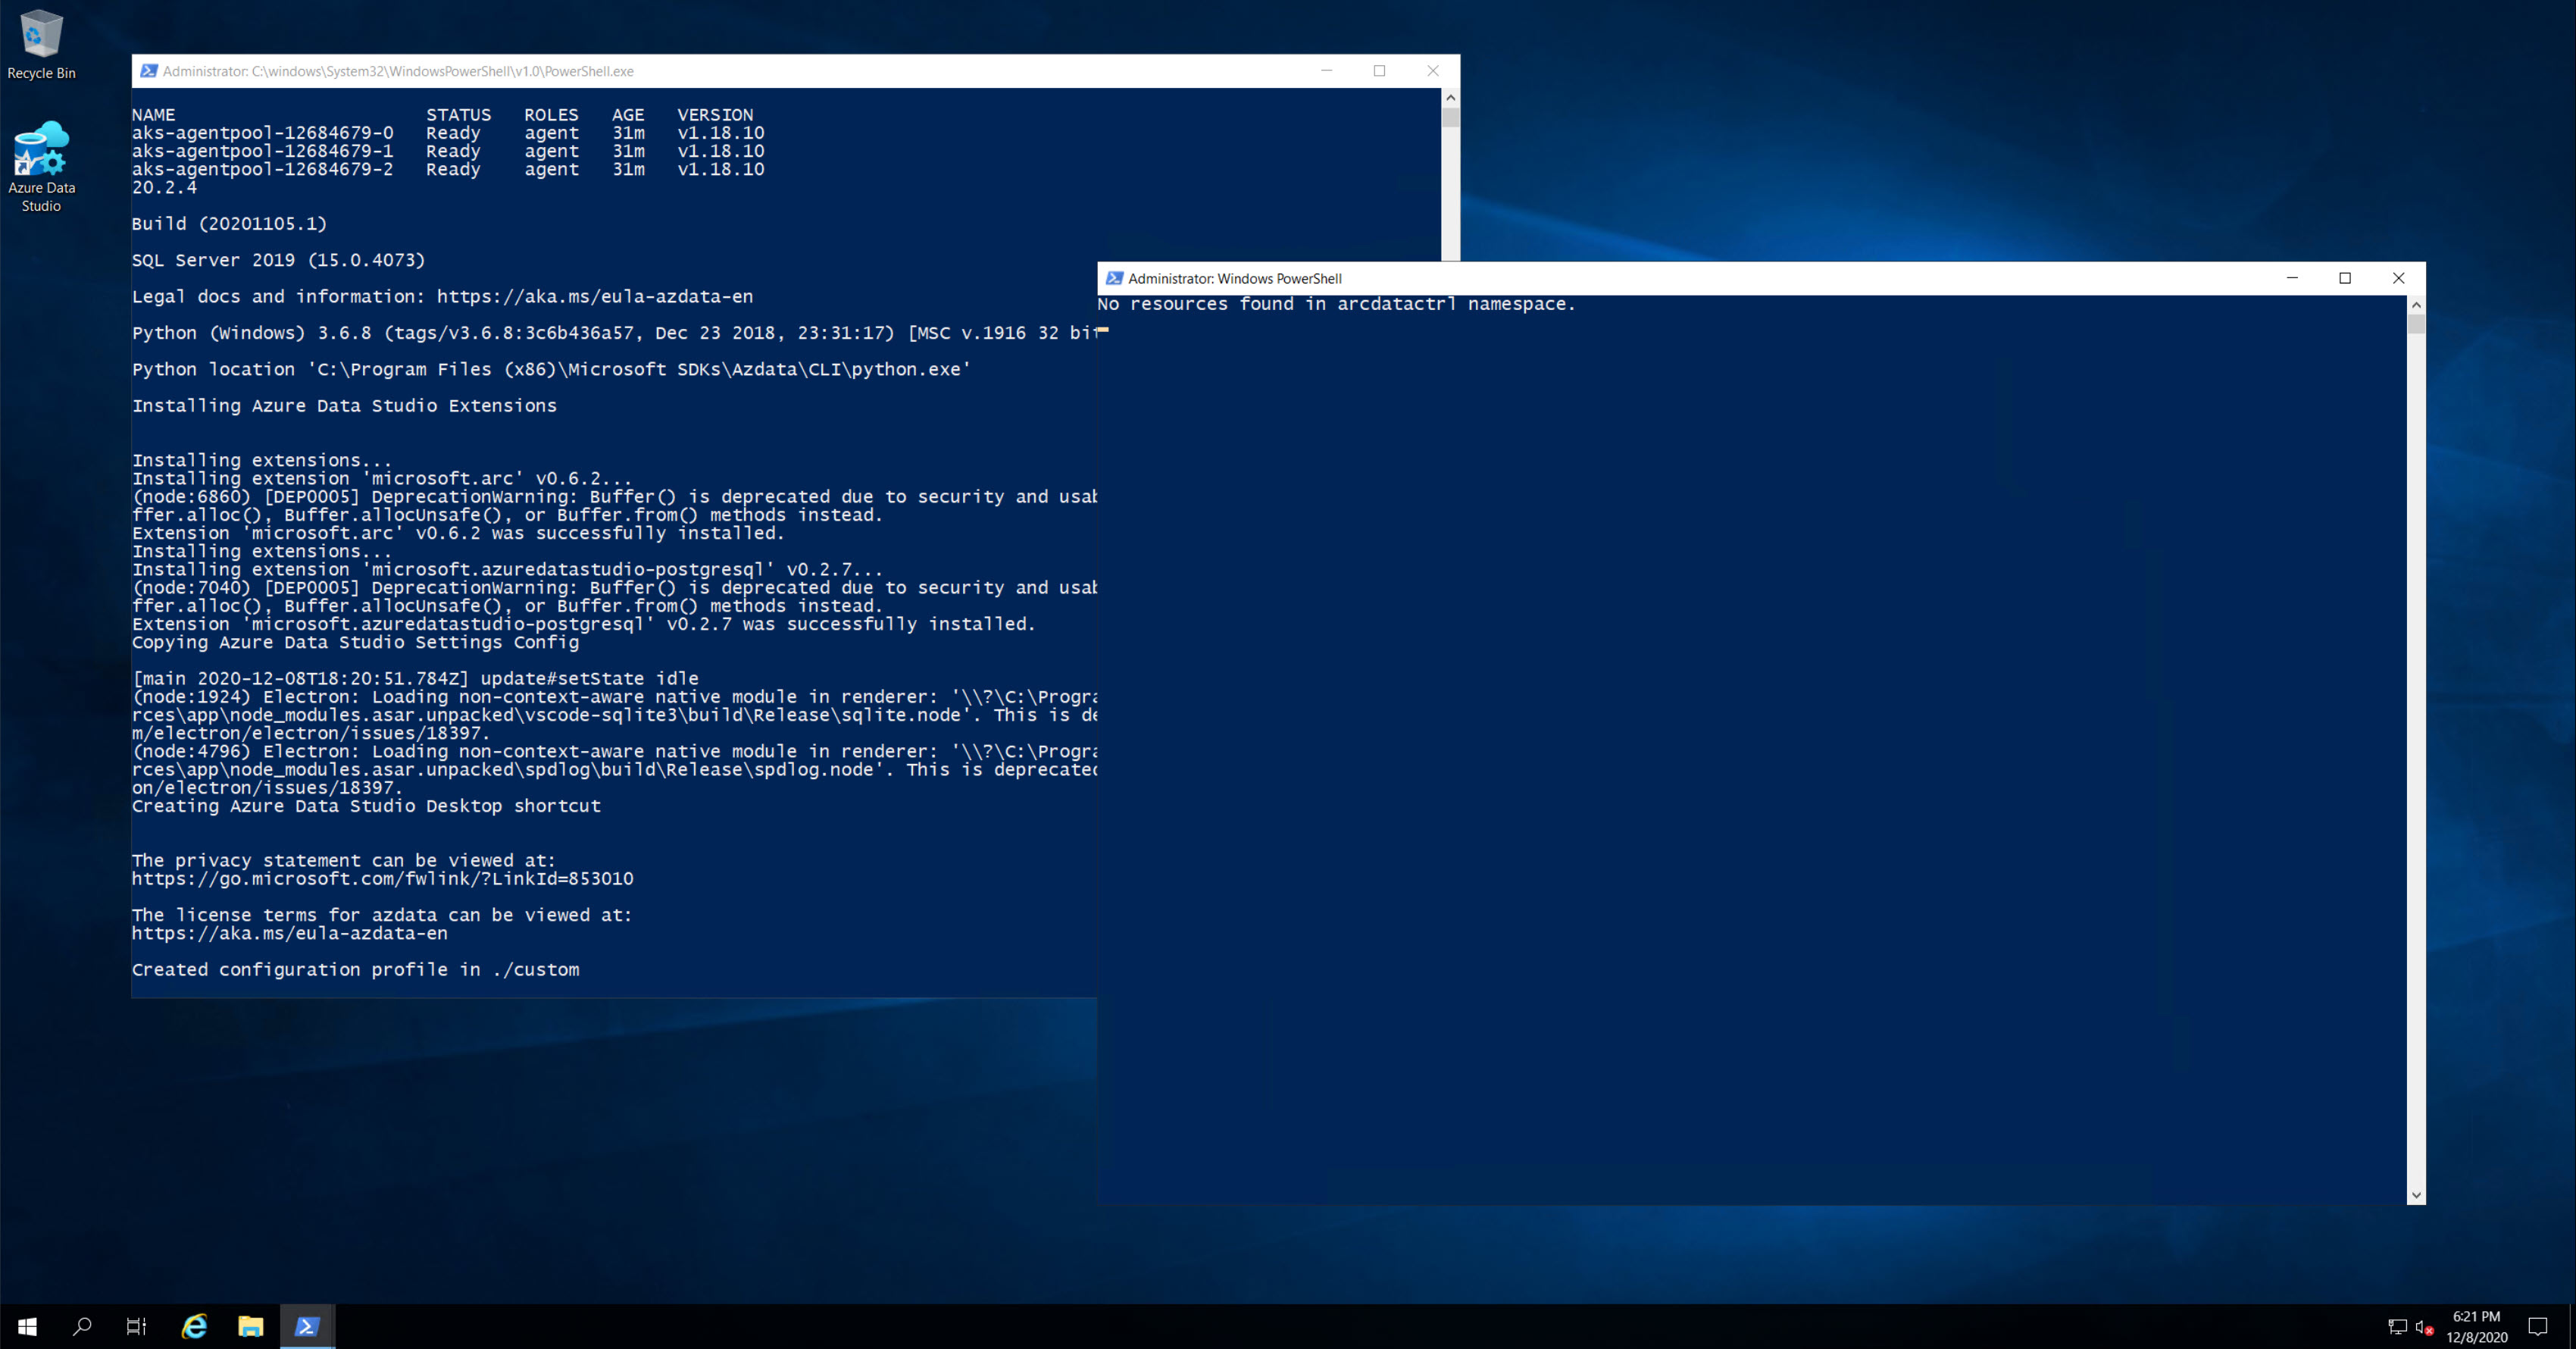 Recycle Bin
Azure Data
Studio
Administrator: C:\windows\System32\WindowsPowerShell\v1.0\PowerShell.exe
NAME STATUS ROLES AGE VERSION
aks-agentpool-12684679-0 Ready agent 31m v1.18.10
aks-agentpool-12684679-1 Ready agent 31m v1.18.10
aks-agentpool-12684679-2 Ready agent 31m v1.18.10
20.2.4
Build (20201105.1)
SQL Server 2019 (15.0.4073)
Legal docs and information: https://aka.ms/eula-azdata-en
Python (Windows) 3.6.8 (tags/v3.6.8:3c6b436a57, Dec 23 2018, 23:31:17) [MSC v.1916 32 bit
Python location 'C:\Program Files (x86)\Microsoft SDKs\Azdata\CLI\python.exe'
Installing Azure Data Studio Extensions
Installing extensions...
Installing extension 'microsoft.arc' v0.6.2...
(node:6860) [DEP0005] DeprecationWarning: Buffer() is deprecated due to security and usab
ffer.alloc(), Buffer.allocUnsafe(), or Buffer.from() methods instead.
Extension 'microsoft.arc' v0.6.2 was successfully installed.
Installing extensions...
Installing extension 'microsoft.azuredatastudio-postgresql' v0.2.7...
(node:7040) [DEP0005] DeprecationWarning: Buffer() is deprecated due to security and usab
ffer.alloc(), Buffer.allocUnsafe(), or Buffer.from() methods instead.
Extension 'microsoft.azuredatastudio-postgresql' v0.2.7 was successfully installed.
Copying Azure Data Studio Settings Config
[main 2020-12-08T18:20:51.784Z] update#setState idle
(node:1924) Electron: Loading non-context-aware native module in renderer: '\\?\C:\Progra
rces\app\node_modules.asar.unpacked\vscode-sqlite3\build\Release\sqlite.node'. This is de
m/electron/electron/issues/18397.
(node:4796) Electron: Loading non-context-aware native module in renderer: '\\?\C:\Progra
rces\app\node_modules.asar.unpacked\spdlog\build\Release\spdlog.node'. This is deprecated
on/electron/issues/18397.
Creating Azure Data Studio Desktop shortcut
The privacy statement can be viewed at:
https://go.microsoft.com/fwlink/?LinkId=853010
The license terms for azdata can be viewed at:
https://aka.ms/eula-azdata-en
Created configuration profile in ./custom
Administrator: Windows PowerShell
No resources found in arcdatactrl namespace.
6:21 PM
12/8/2020